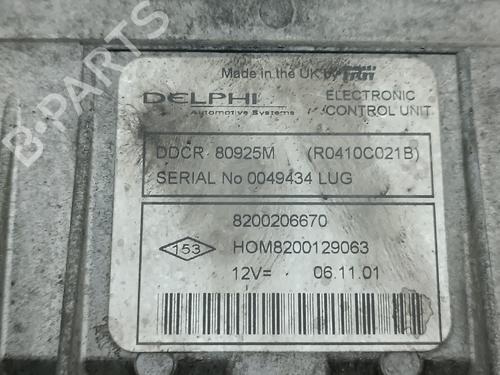 Made in the UK by TRW
DELPHI
Automotive Systems
ELECTRONIC
CONTROL UNIT
DDCR 80925M (R0410C021B)
SERIAL No 0049434 LUG
8200206670
153
HOM8200129063
12V= 06.11.01
B-PARTS